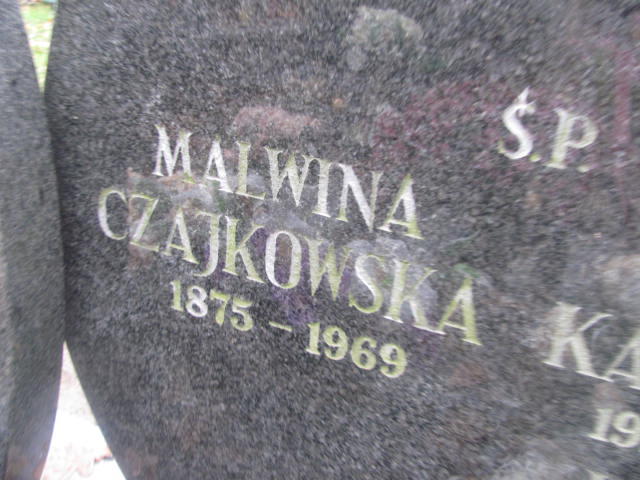 MALWINA
CZAJKOWSKA
1875 – 1969
Ś.P.